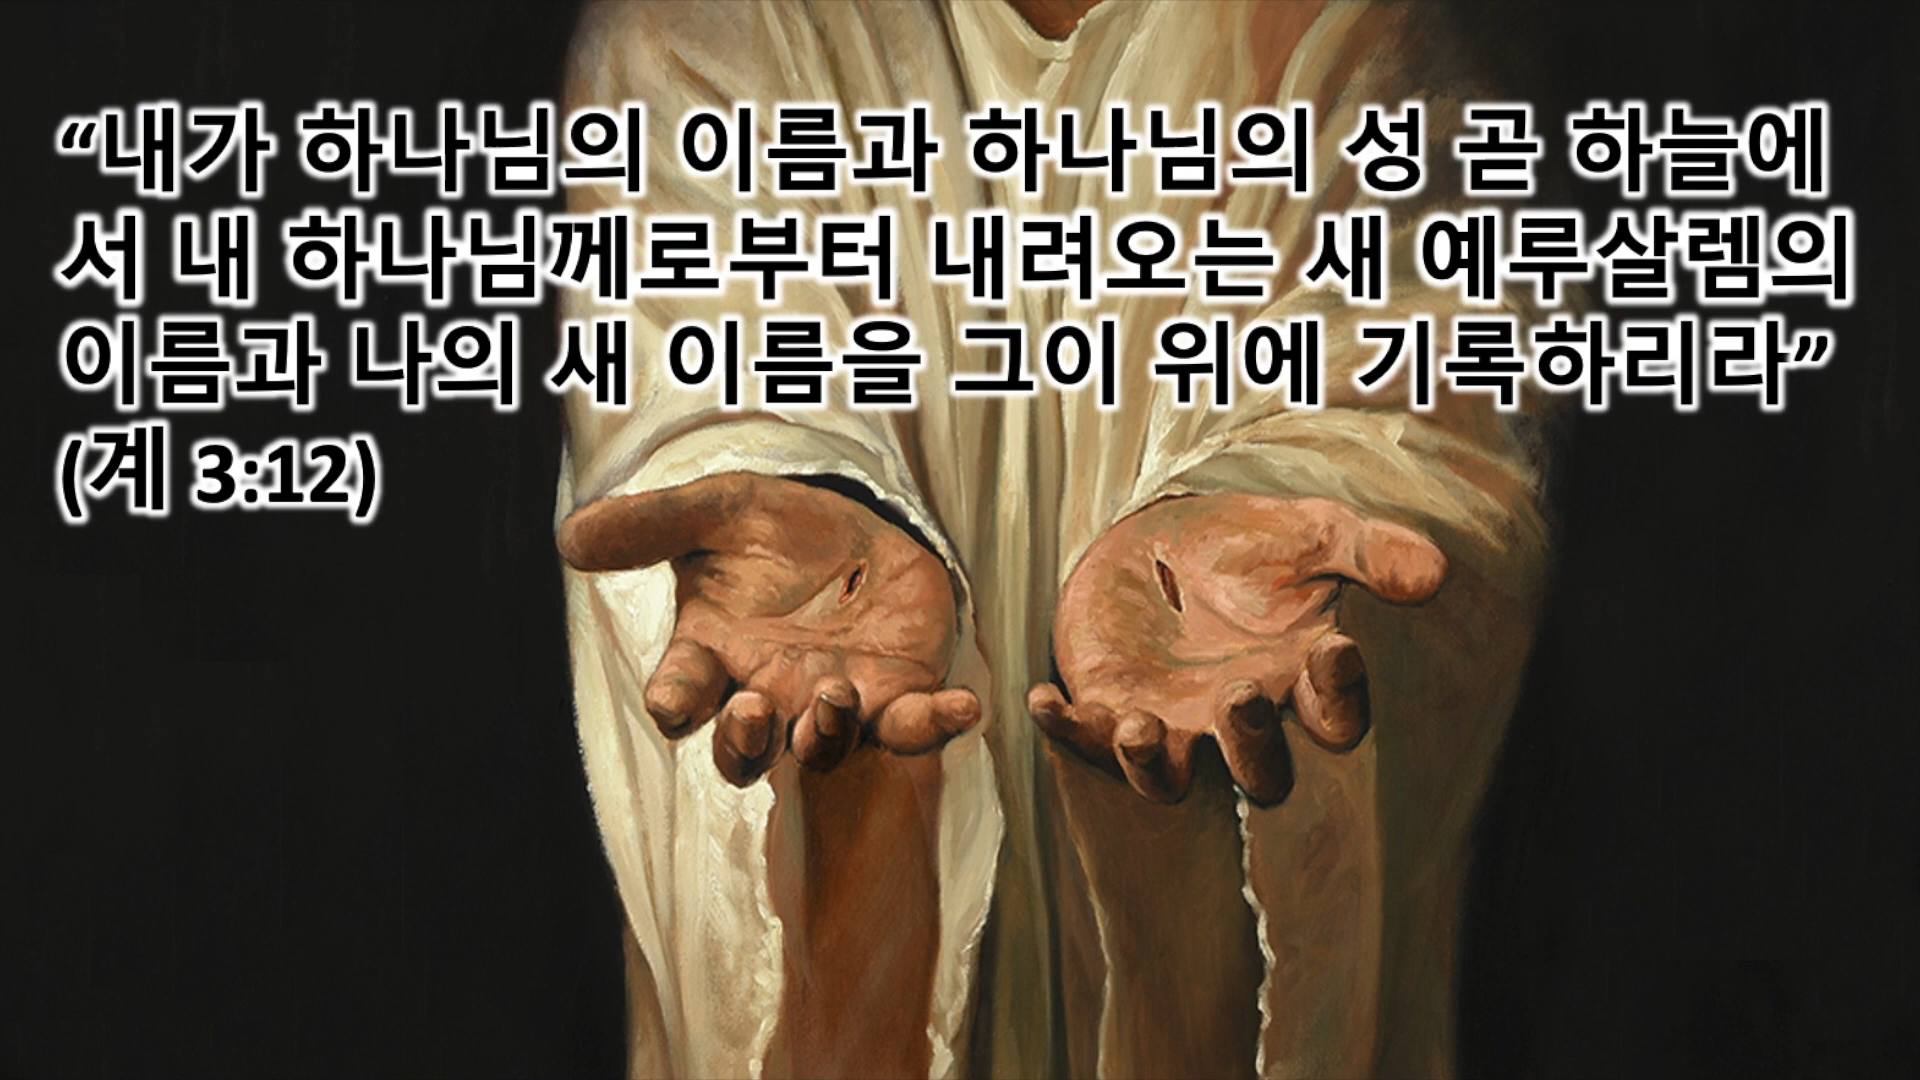 “내가 하나님의 이름과 하나님의 성 곧 하늘에
서 내 하나님께로부터 내려오는 새 예루살렘의
이름과 나의 새 이름을 그이 위에 기록하리라”
(계 3:12)